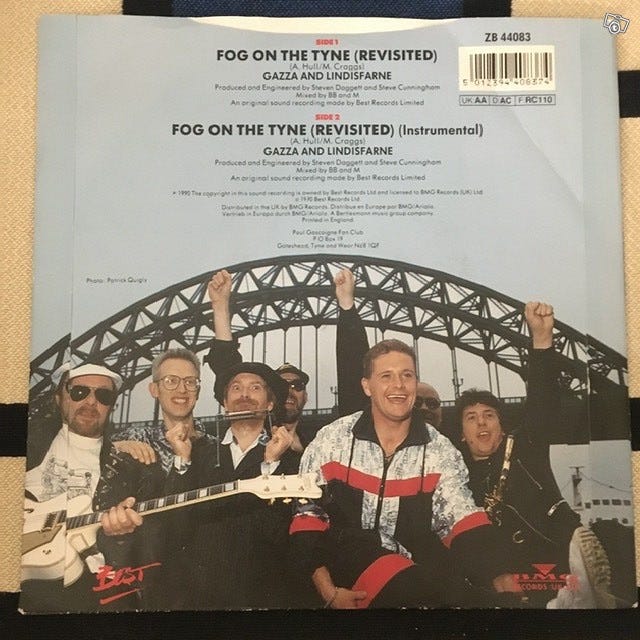 SIDE 1
FOG ON THE TYNE (REVISITED)
(A. Hull/M. Craggs)
GAZZA AND LINDISFARNE
Produced and Engineered by Steven Daggett and Steve Cunningham
Mixed by BB and M
An original sound recording made by Best Records Limited
SIDE 2
FOG ON THE TYNE (REVISITED) (Instrumental)
(A. Hull/M. Craggs)
GAZZA AND LINDISFARNE
Produced and Engineered by Steven Daggett and Steve Cunningham
Mixed by BB and M
An original sound recording made by Best Records Limited
℗ 1990 The copyright in this sound recording is owned by Best Records Ltd and licensed to BMG Records (UK) Ltd
© 1990 Best Records Ltd.
Distributed in the UK by BMG Records. Distribue en Europe par BMG/Ariola.
Vertrieb in Europa durch BMG/Ariola. A Bertelsmann music group company.
Printed in England.
Paul Gascoigne Fan Club
P.O Box 19
Gateshead, Tyne and Wear NE8 1QF
ZB 44083
5 012394 408374
UK AA D AC F RC110
Photo: Patrick Quigly
BEST
BMG
RECORDS (UK)